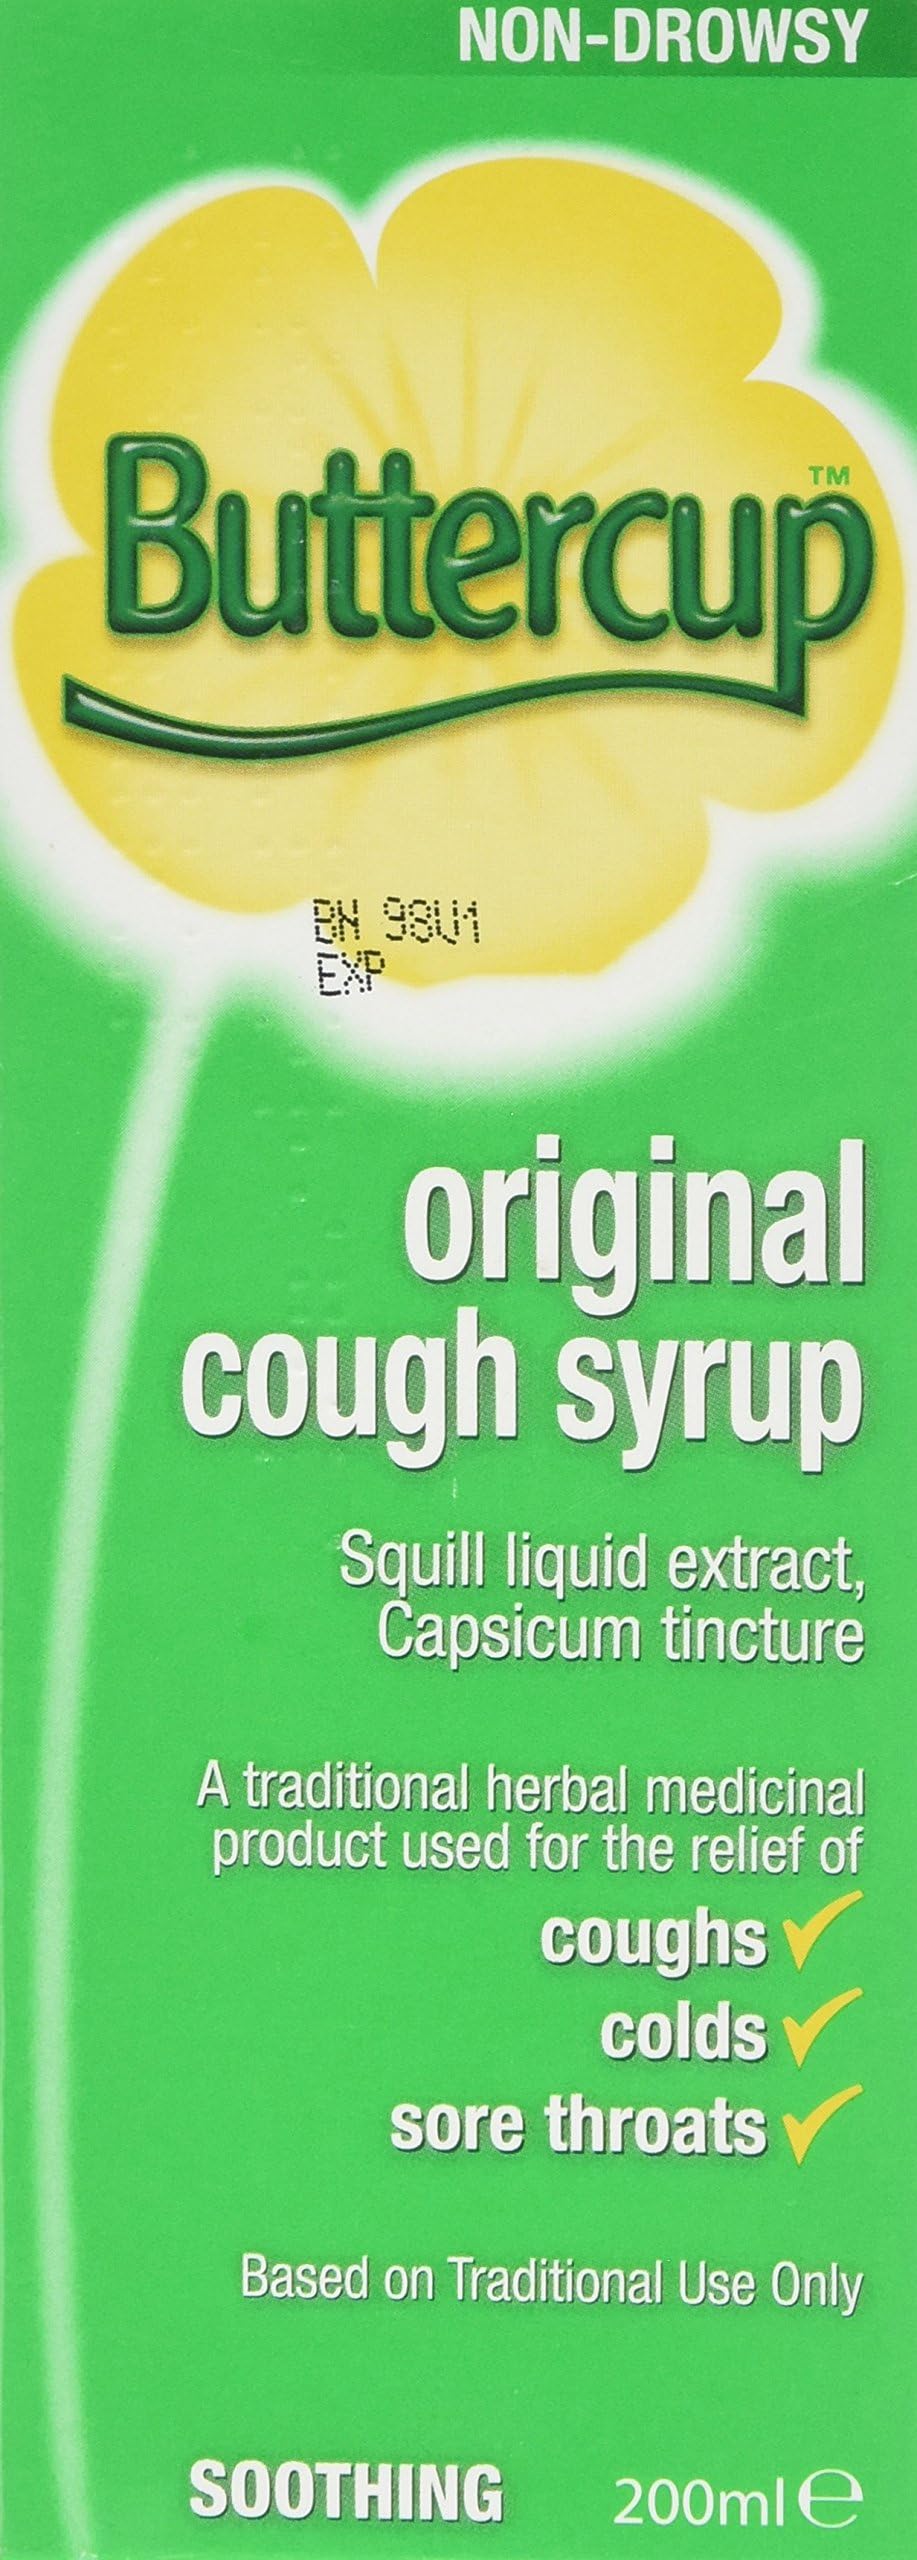 NON-DROWSY
Buttercup™
BN 98U1
EXP
original
cough syrup
Squill liquid extract,
Capsicum tincture
A traditional herbal medicinal
product used for the relief of
coughs ✓
colds ✓
sore throats ✓
Based on Traditional Use Only
SOOTHING 200ml ℮